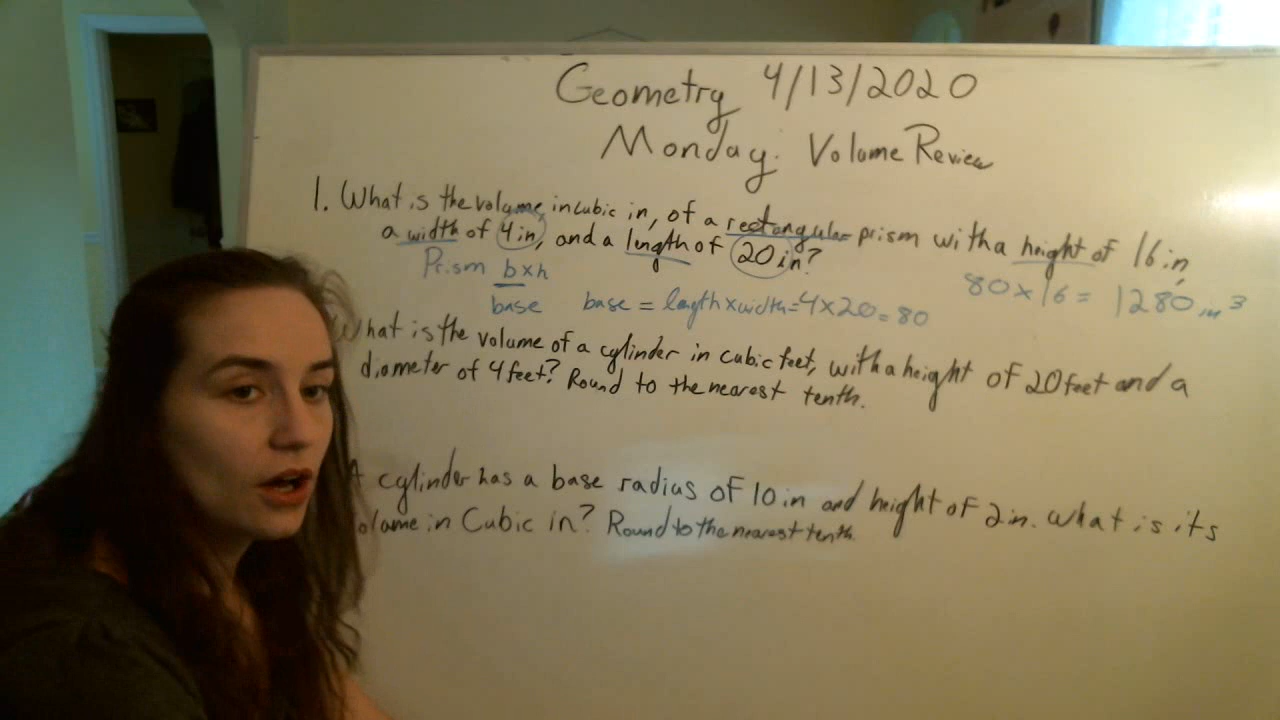 Geometry 4/13/2020
Monday: Volume Review
1. What is the volume in cubic in, of a rectangular prism with a height of 16 in,
a width of 4 in, and a length of 20 in?
Prism b x h
80 x 16 = 1280 in 3
base base = length x width = 4 x 20 = 80
What is the volume of a cylinder in cubic feet, with a height of 20 feet and a
diameter of 4 feet? Round to the nearest tenth.
A cylinder has a base radius of 10 in and height of 2 in. What is its
olume in Cubic in? Round to the nearest tenth.